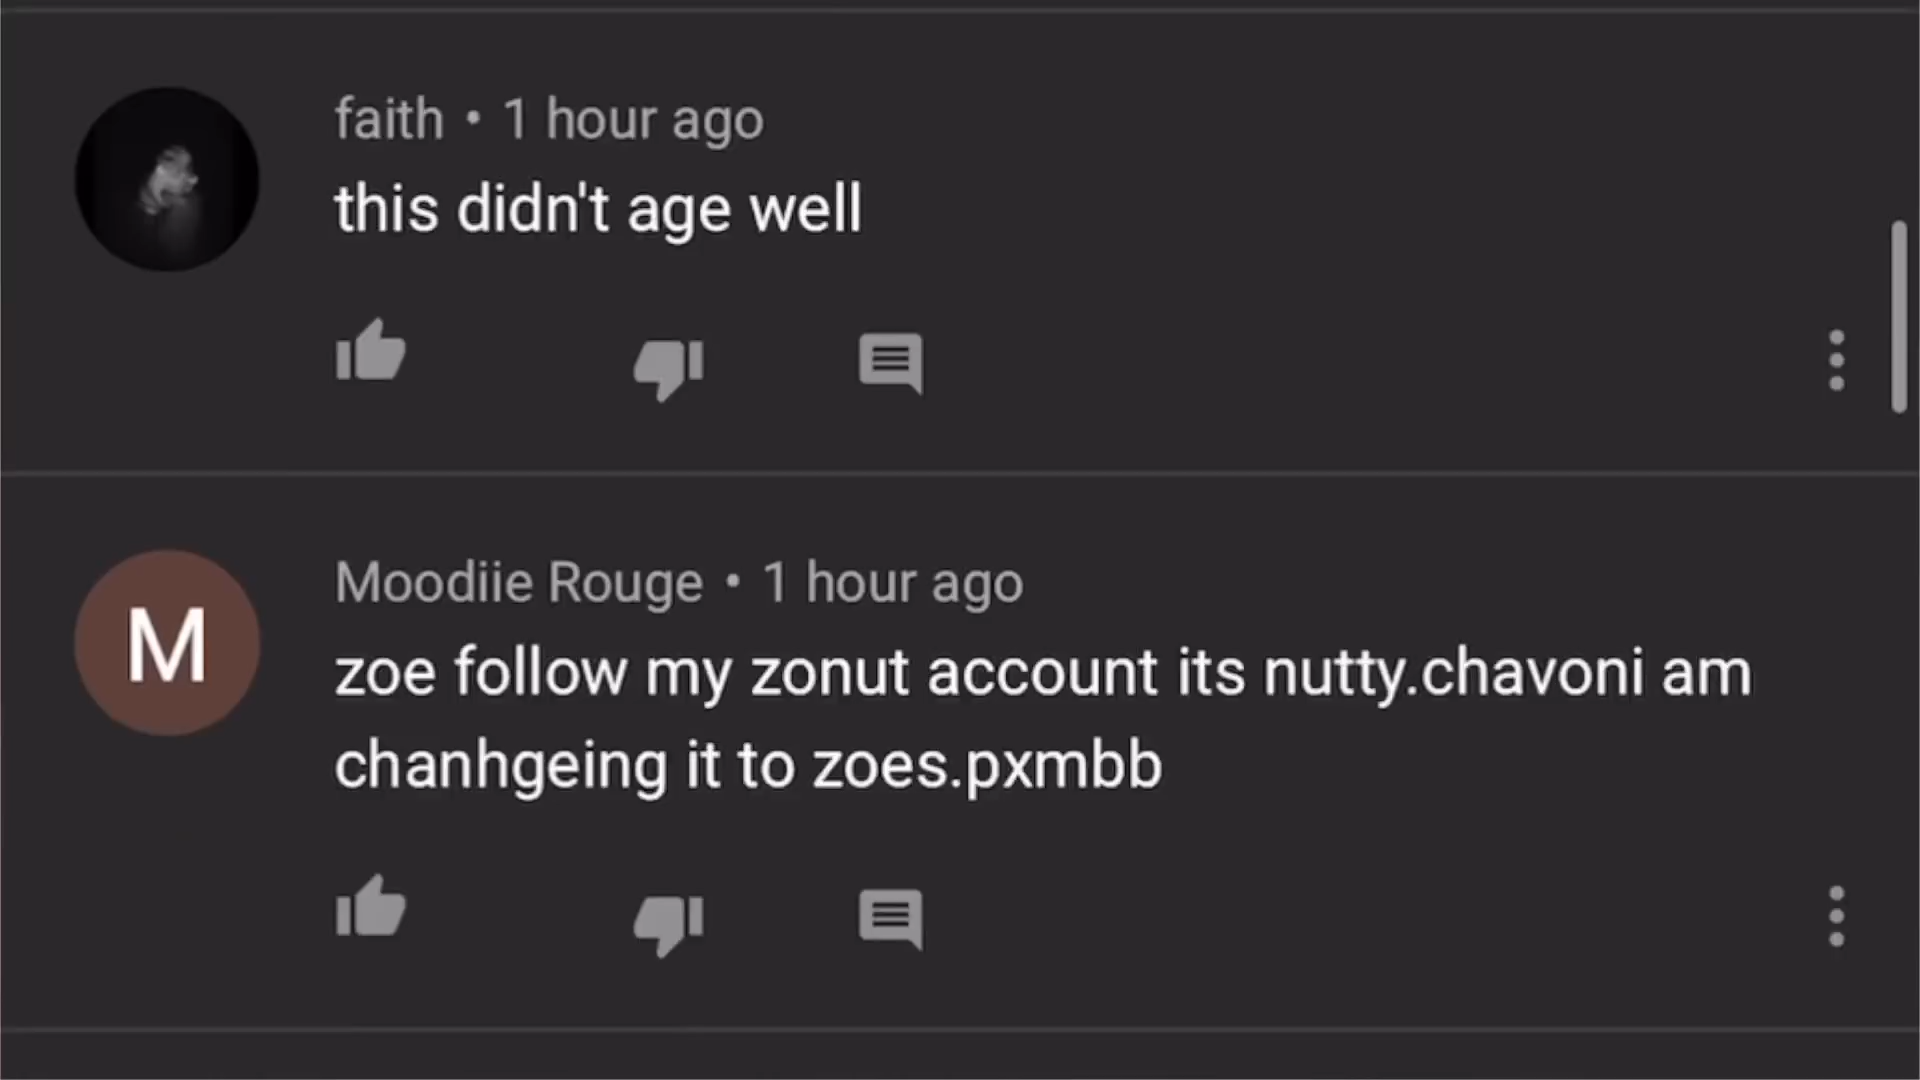 faith • 1 hour ago
this didn't age well
M
Moodiie Rouge • 1 hour ago
zoe follow my zonut account its nutty.chavoni am
chanhgeing it to zoes.pxmbb